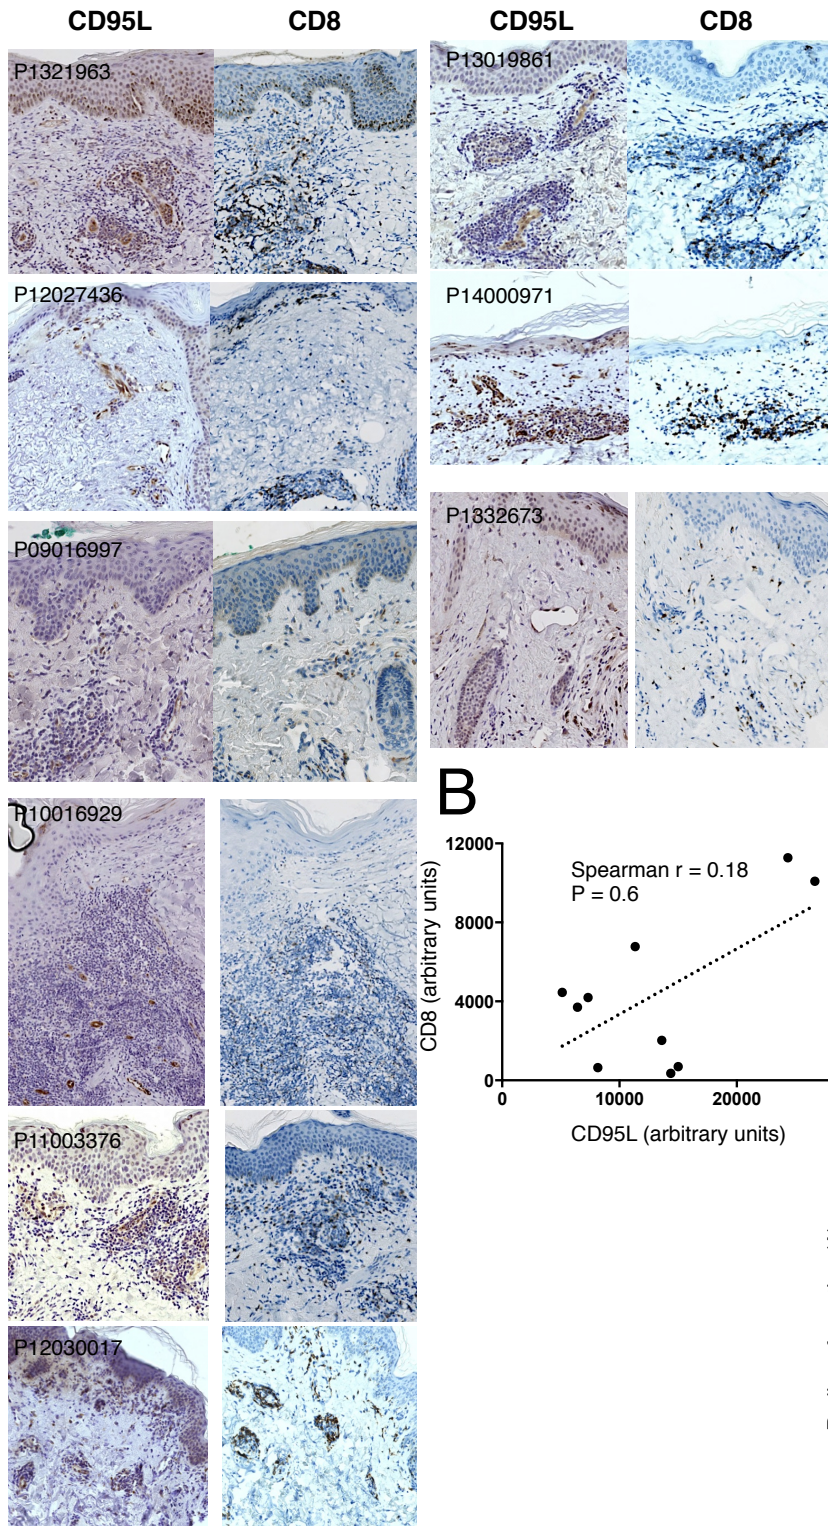 CD95L CD8 CD95L CD8
P1321963
P13019861
P12027436
P14000971
P09016997
P1332673
P10016929
P11003376
P12030017
B
Spearman r = 0.18
P = 0.6
CD8 (arbitrary units)
12000
8000
4000
0
0 10000 20000
CD95L (arbitrary units)